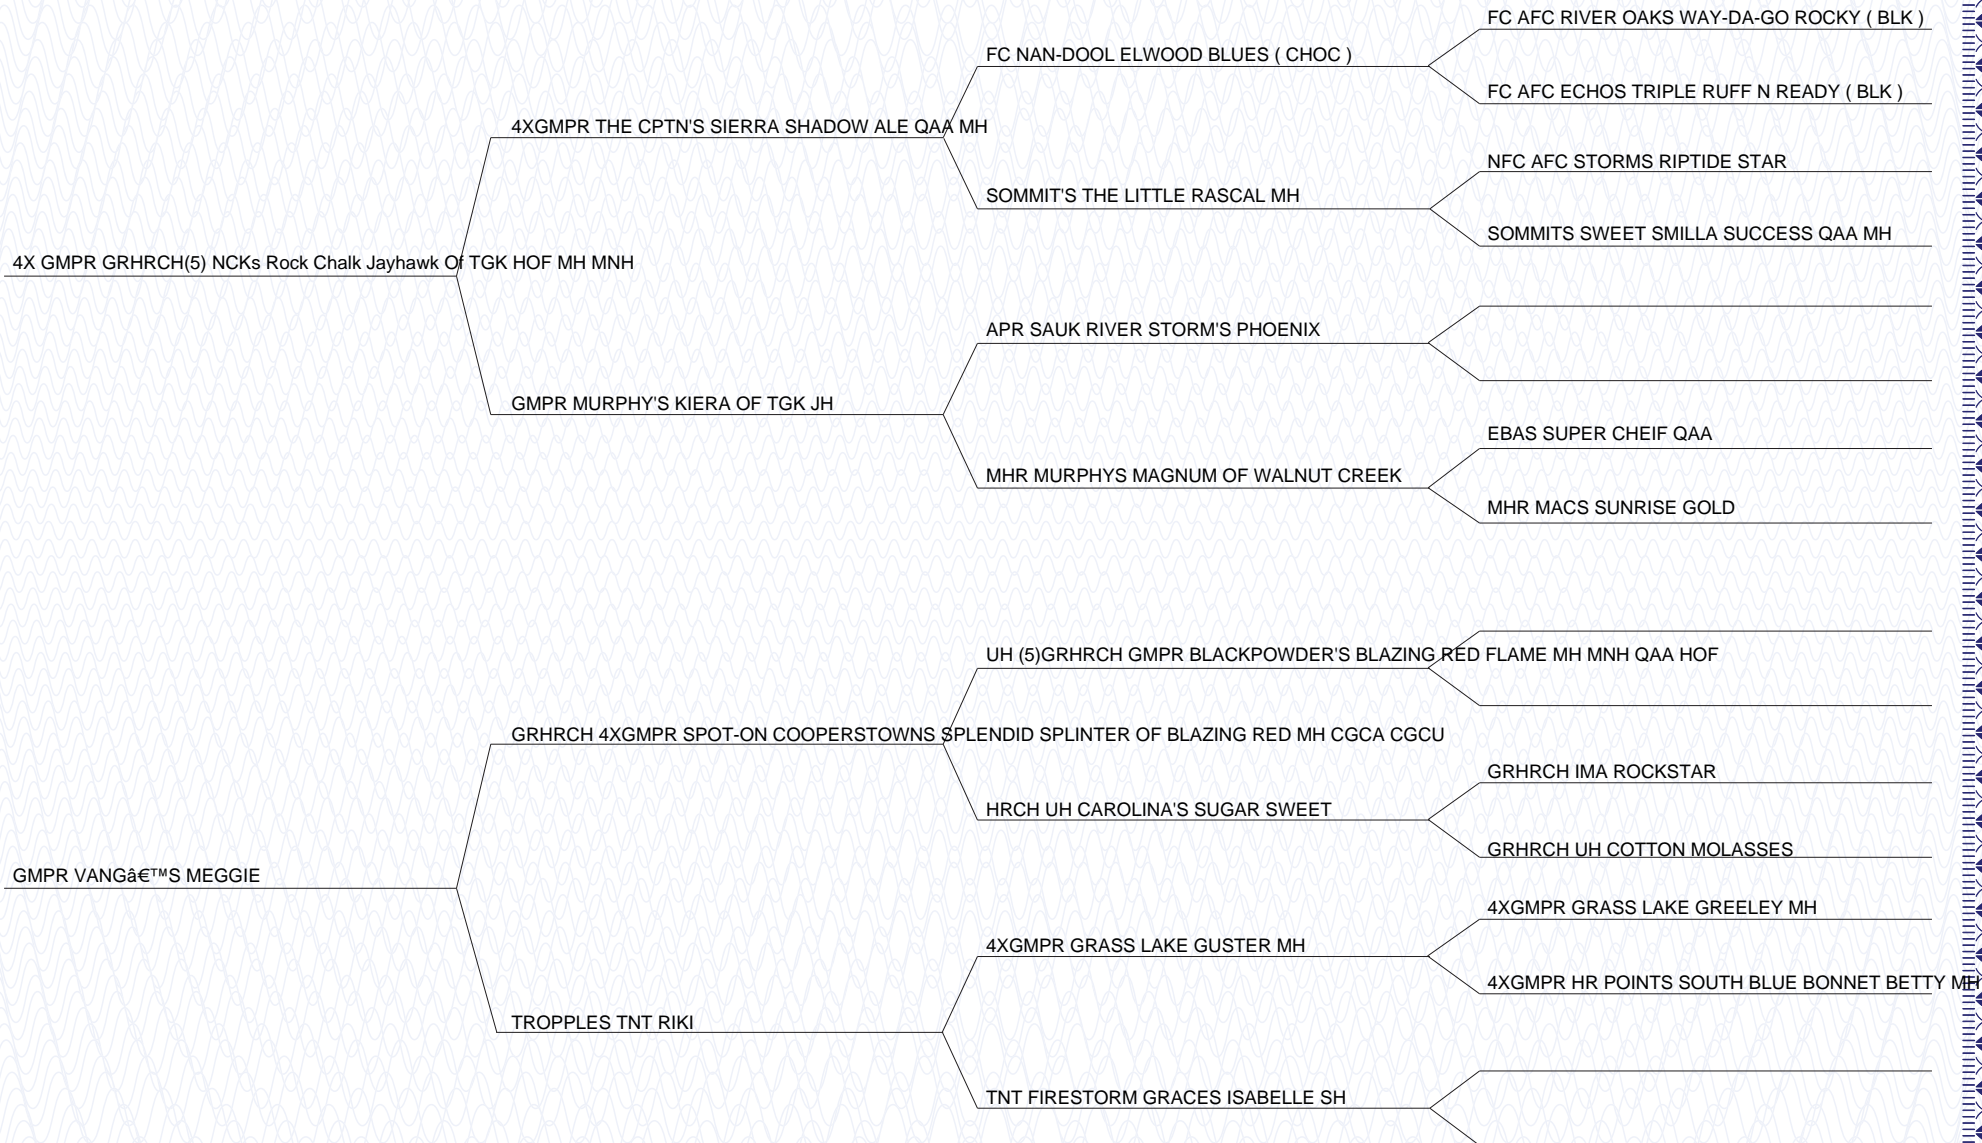 FC AFC RIVER OAKS WAY-DA-GO ROCKY ( BLK )
FC NAN-DOOL ELWOOD BLUES ( CHOC )
FC AFC ECHOS TRIPLE RUFF N READY ( BLK )
4XGMPR THE CPTN'S SIERRA SHADOW ALE QAA MH
NFC AFC STORMS RIPTIDE STAR
SOMMIT'S THE LITTLE RASCAL MH
SOMMITS SWEET SMILLA SUCCESS QAA MH
4X GMPR GRHRCH(5) NCKs Rock Chalk Jayhawk Of TGK HOF MH MNH
APR SAUK RIVER STORM'S PHOENIX
GMPR MURPHY'S KIERA OF TGK JH
EBAS SUPER CHEIF QAA
MHR MURPHYS MAGNUM OF WALNUT CREEK
MHR MACS SUNRISE GOLD
UH (5)GRHRCH GMPR BLACKPOWDER'S BLAZING RED FLAME MH MNH QAA HOF
GRHRCH 4XGMPR SPOT-ON COOPERSTOWNS SPLENDID SPLINTER OF BLAZING RED MH CGCA CGCU
GRHRCH IMA ROCKSTAR
HRCH UH CAROLINA'S SUGAR SWEET
GRHRCH UH COTTON MOLASSES
GMPR VANGâ€™S MEGGIE
4XGMPR GRASS LAKE GREELEY MH
4XGMPR GRASS LAKE GUSTER MH
4XGMPR HR POINTS SOUTH BLUE BONNET BETTY MH
TROPPLES TNT RIKI
TNT FIRESTORM GRACES ISABELLE SH